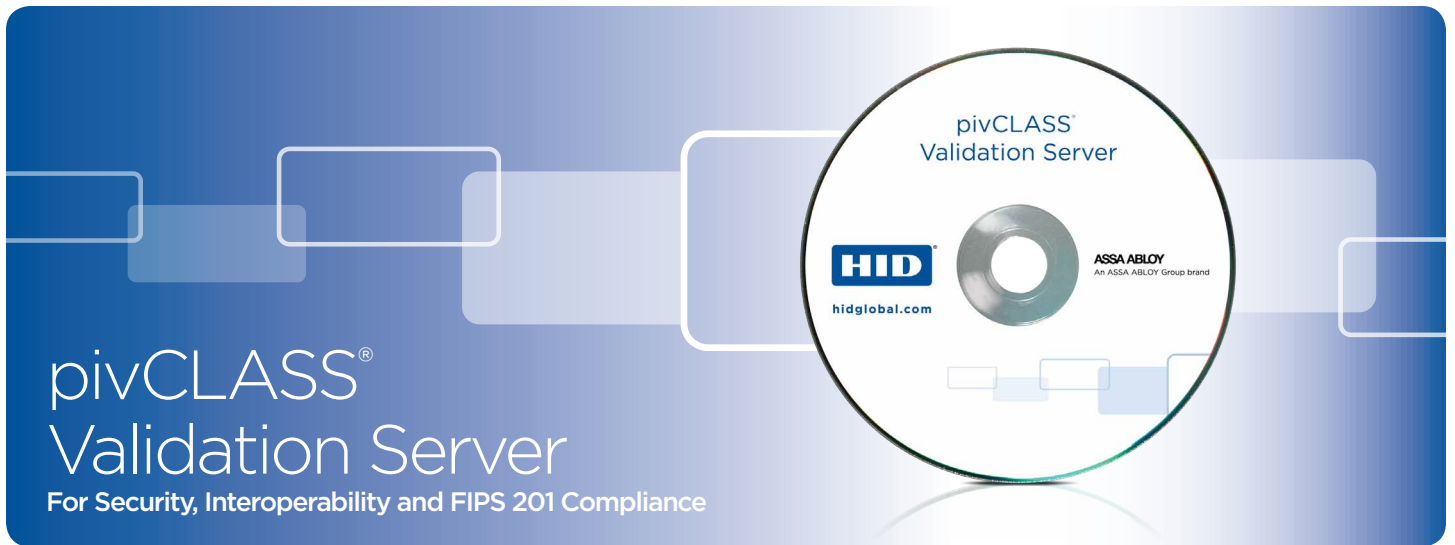 pivCLASS®
Validation Server
HID®
hidglobal.com
ASSA ABLOY
An ASSA ABLOY Group brand
pivCLASS®
Validation Server
For Security, Interoperability and FIPS 201 Compliance